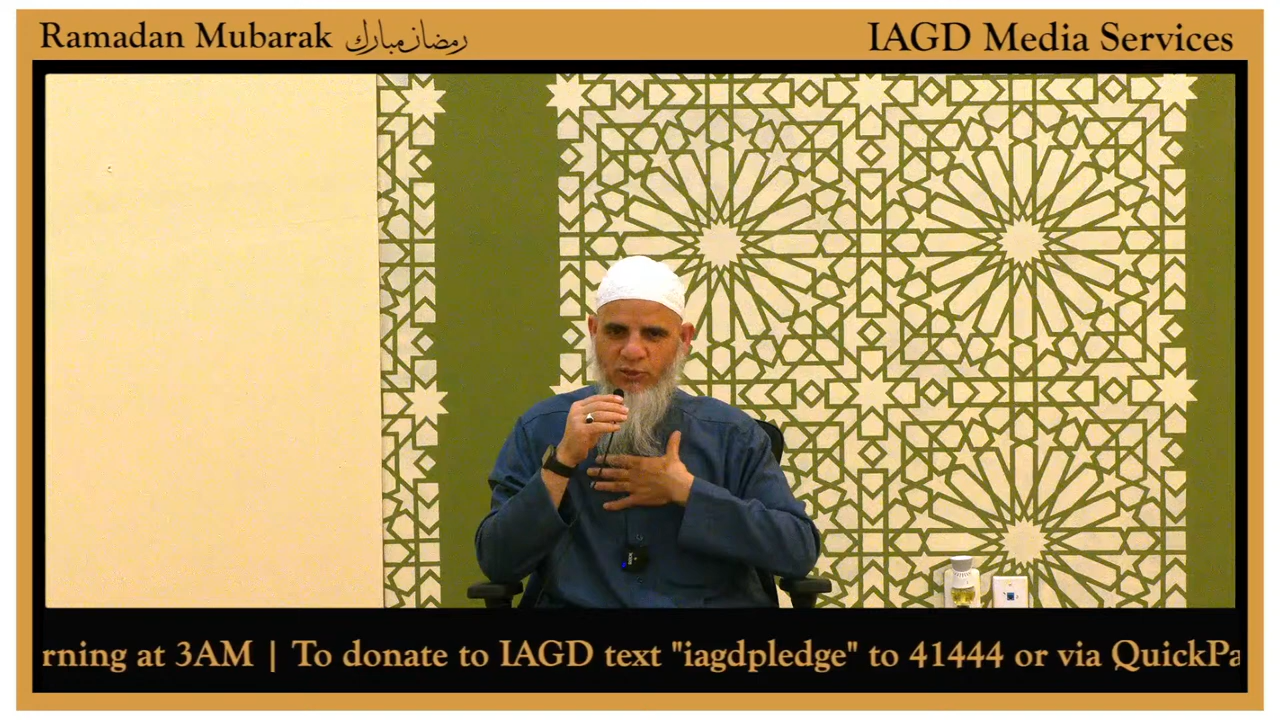 Ramadan Mubarak رمضان مبارك
IAGD Media Services
rning at 3AM | To donate to IAGD text "iagdpledge" to 41444 or via QuickPa